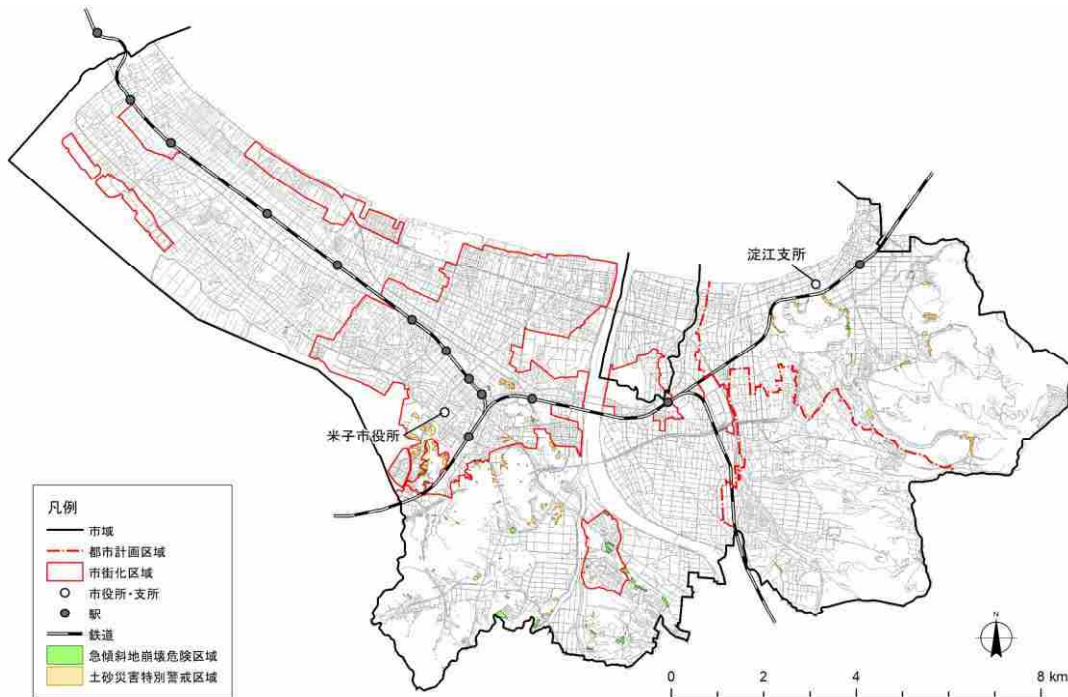 淀江支所
米子市役所
凡例
市域
都市計画区域
市街化区域
市役所・支所
駅
鉄道
急傾斜地崩壊危険区域
土砂災害特別警戒区域
N
0 2 4 8 km